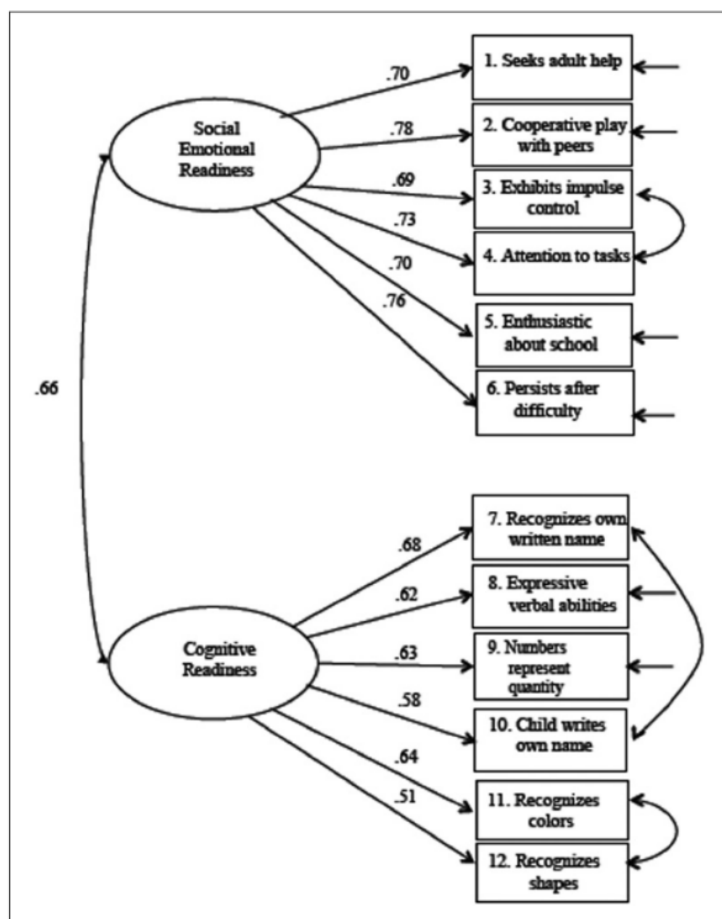 .70
1. Seeks adult help
Social
Emotional
Readiness
.78
2. Cooperative play
with peers
.69
3. Exhibits impulse
control
.73
4. Attention to tasks
.70
5. Enthusiastic
about school
.76
6. Persists after
difficulty
.66
7. Recognizes own
written name
.68
8. Expressive
verbal abilities
.62
Cognitive
Readiness
.63
9. Numbers
represent
quantity
.58
10. Child writes
own name
.64
11. Recognizes
colors
.51
12. Recognizes
shapes